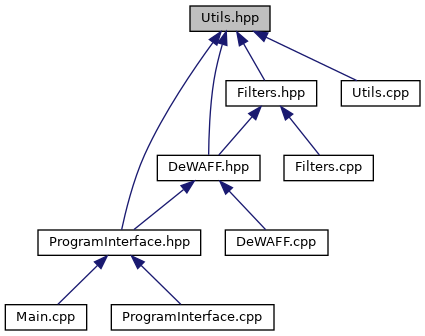 Utils.hpp
Filters.hpp
Utils.cpp
DeWAFF.hpp
Filters.cpp
ProgramInterface.hpp
DeWAFF.cpp
Main.cpp
ProgramInterface.cpp